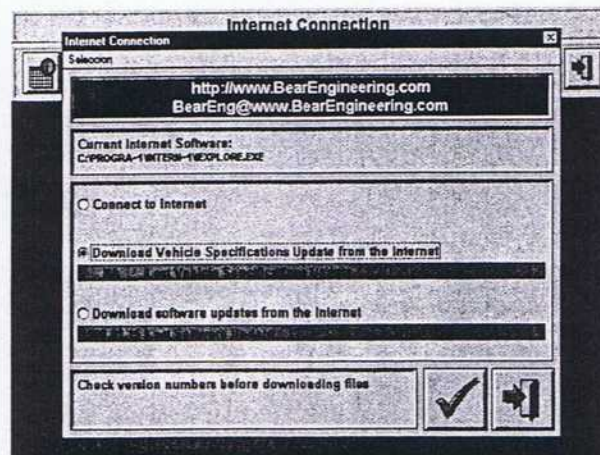 Internet Connection
Internet Connection
Seleccion
http://www.BearEngineering.com
BearEng@www.BearEngineering.com
Current Internet Software:
C:\PROGRA~1\INTERN~1\IEXPLORE.EXE
Connect to Internet
Download Vehicle Specifications Update from the Internet
Download software updates from the Internet
Check version numbers before downloading files